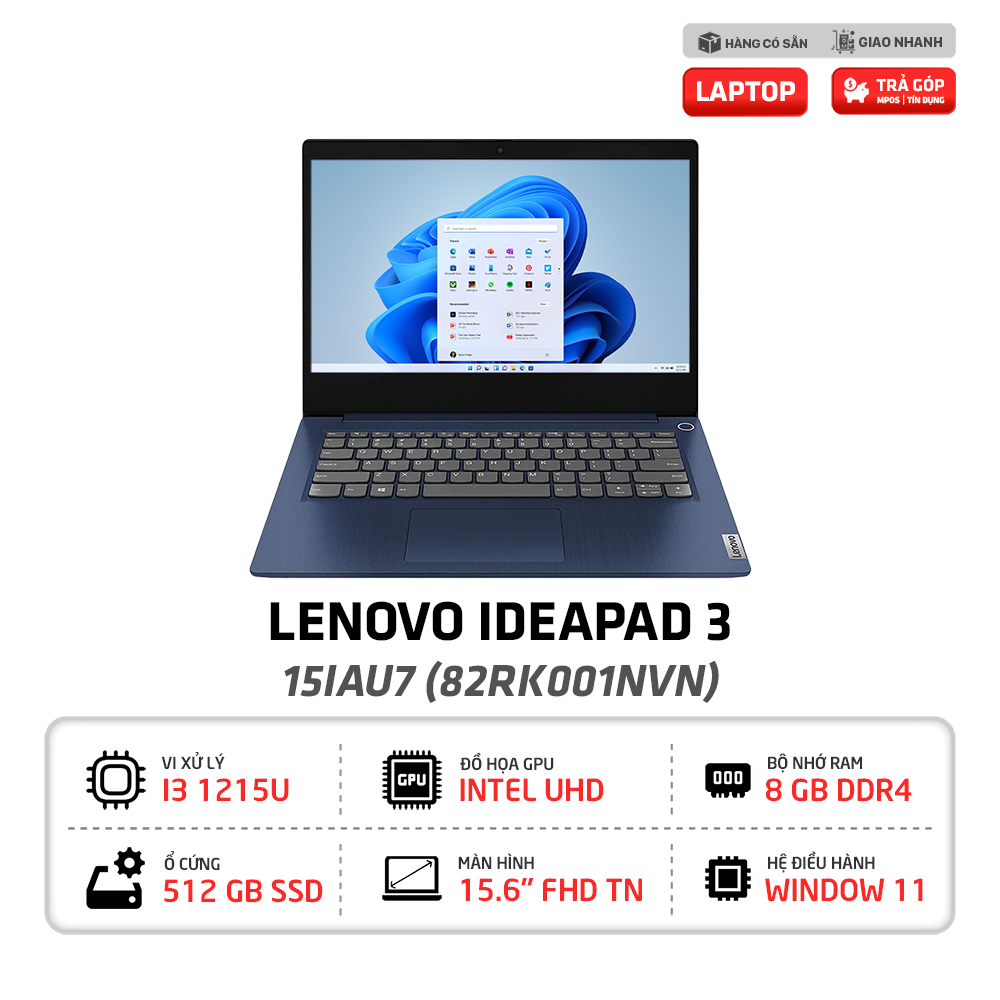 HÀNG CÓ SẴN
GIAO NHANH
LAPTOP
TRẢ GÓP
MPOS | TÍN DỤNG
Lenovo
LENOVO IDEAPAD 3
15IAU7 (82RK001NVN)
VI XỬ LÝ
I3 1215U
GPU
ĐỒ HỌA GPU
INTEL UHD
BỘ NHỚ RAM
8 GB DDR4
Ổ CỨNG
512 GB SSD
MÀN HÌNH
15.6” FHD TN
HỆ ĐIỀU HÀNH
WINDOW 11